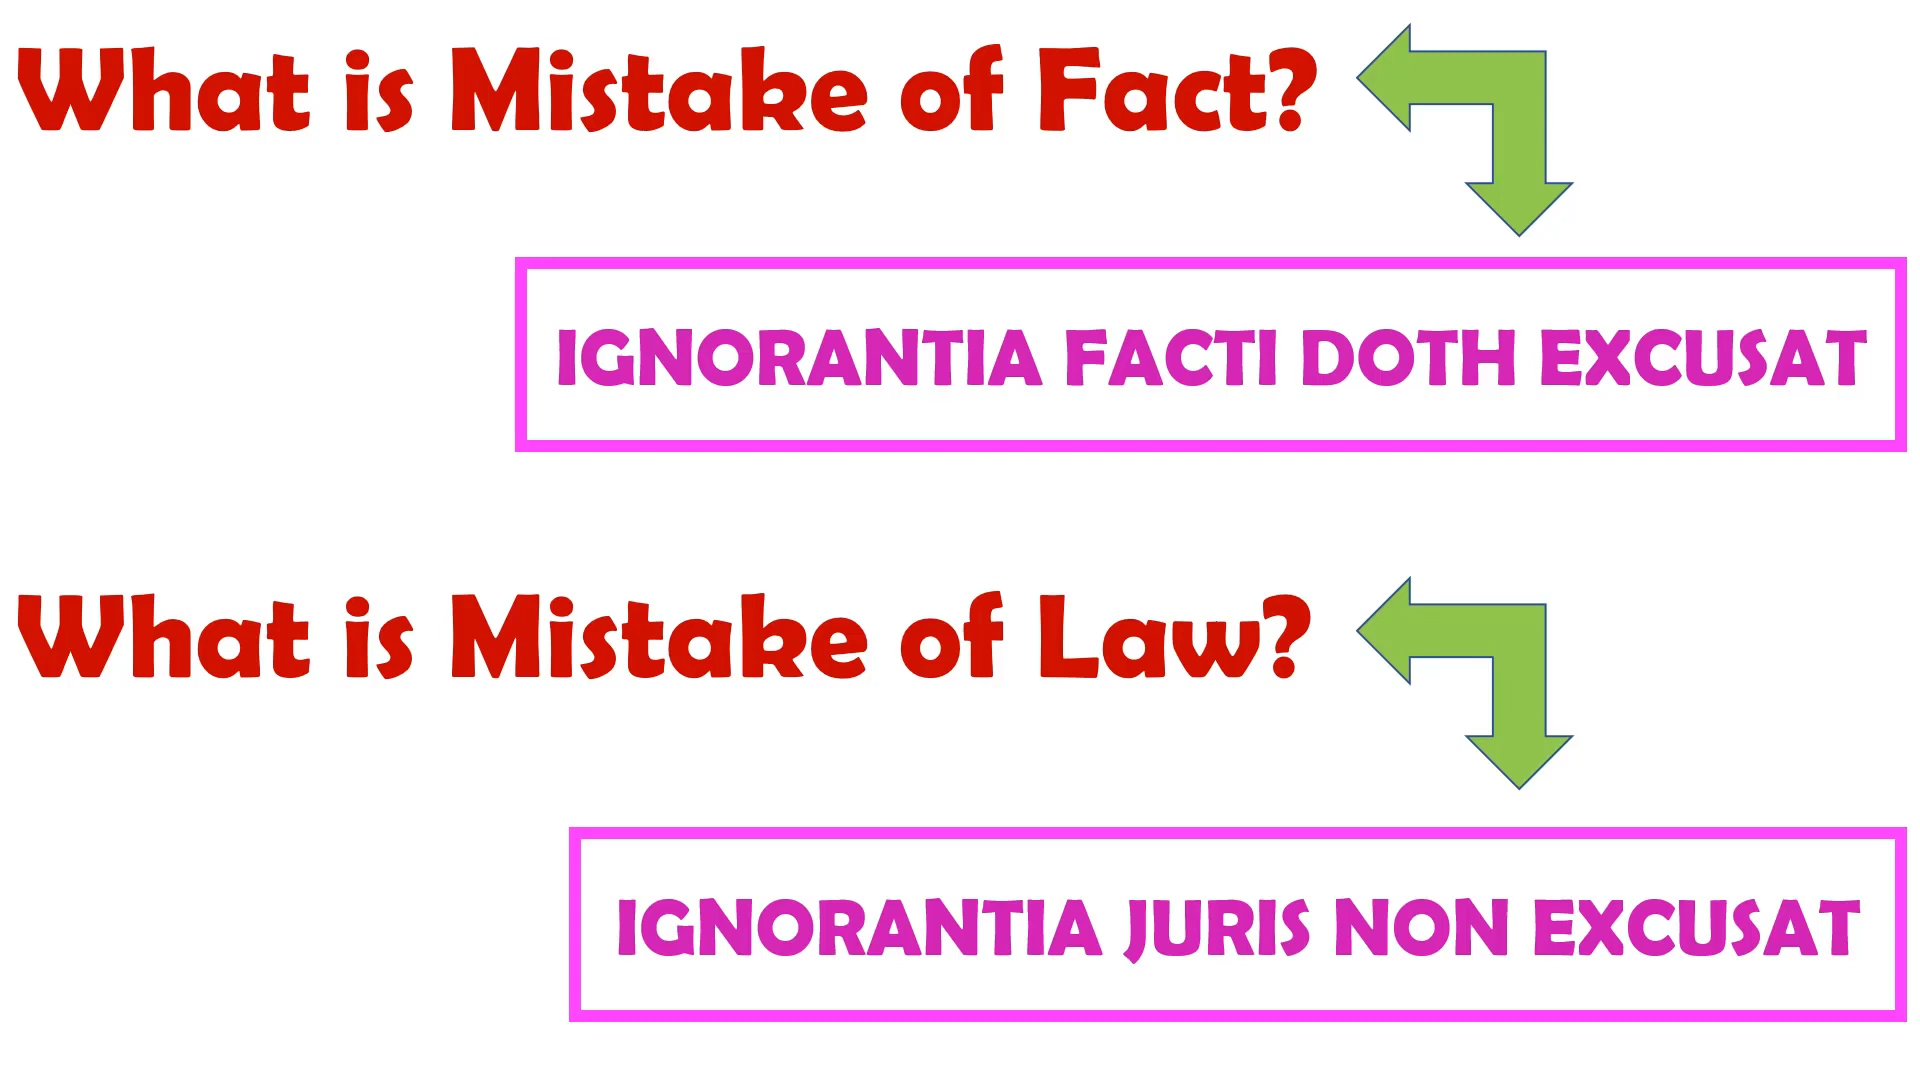 What is Mistake of Fact?
IGNORANTIA FACTI DOTH EXCUSAT
What is Mistake of Law?
IGNORANTIA JURIS NON EXCUSAT